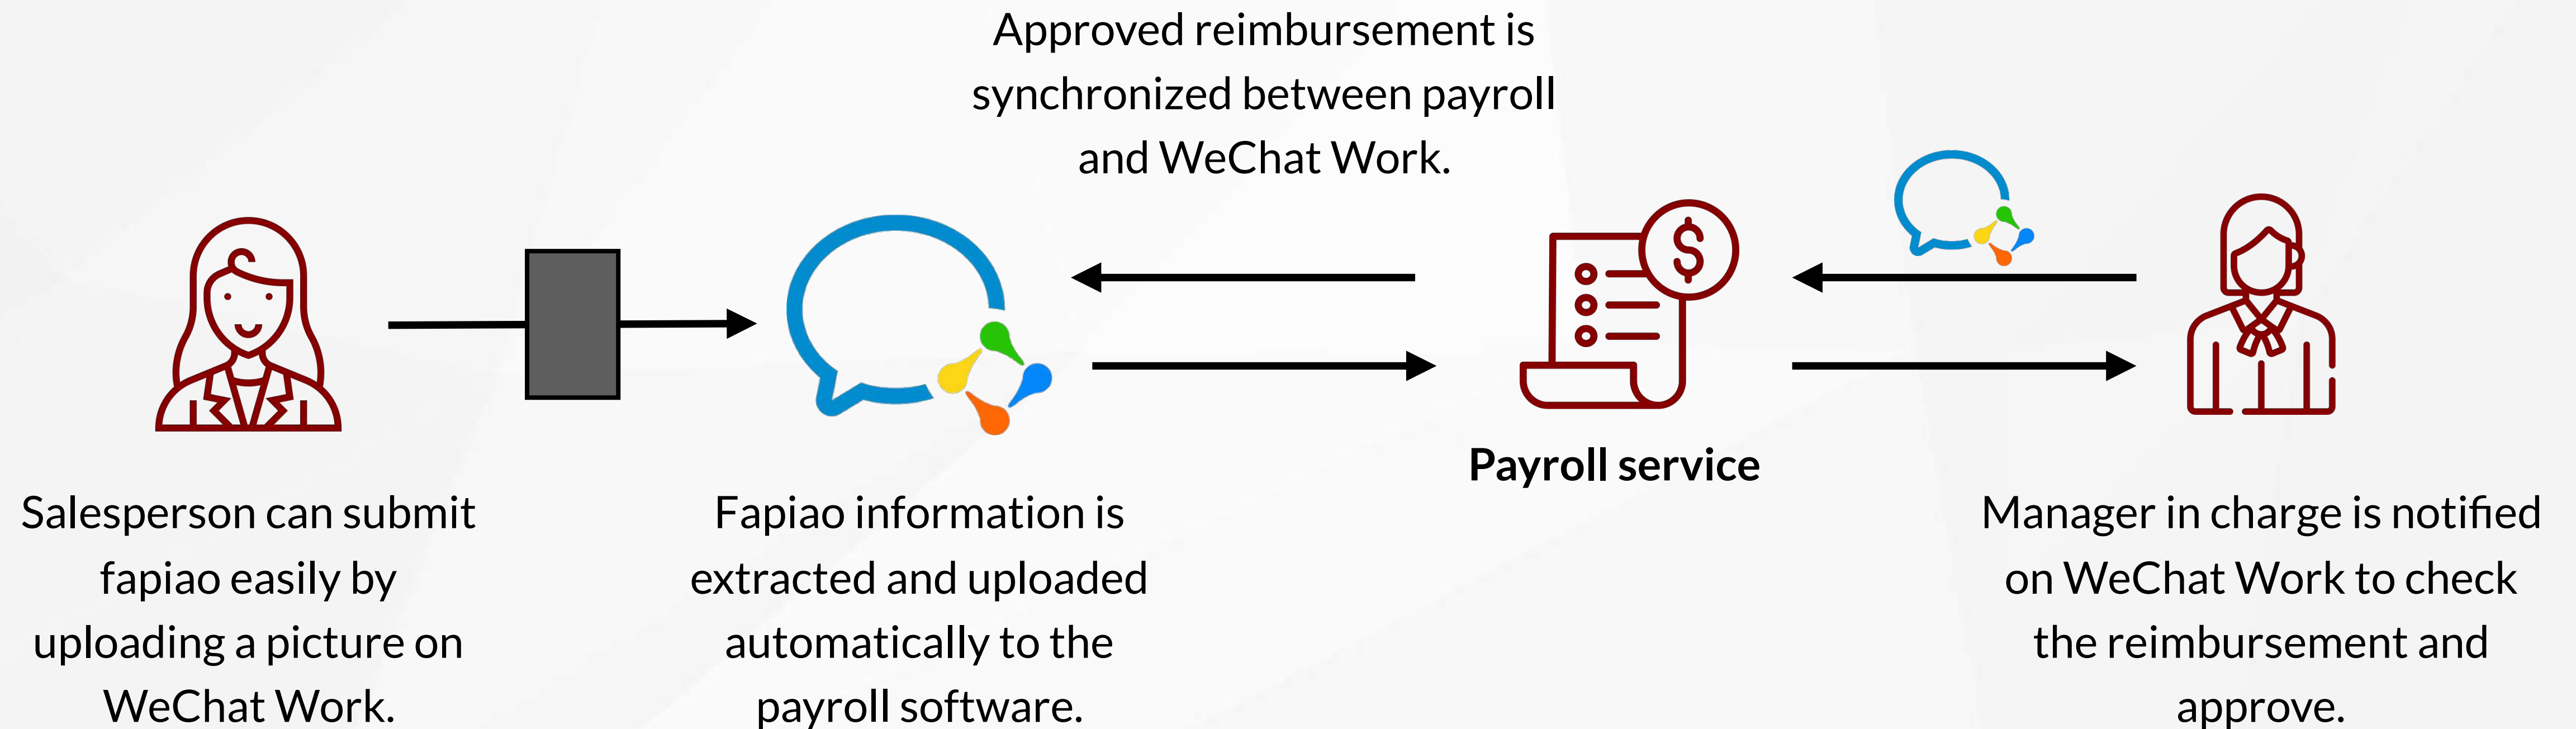 Approved reimbursement is
synchronized between payroll
and WeChat Work.
$
Payroll service
Salesperson can submit
fapiao easily by
uploading a picture on
WeChat Work.
Fapiao information is
extracted and uploaded
automatically to the
payroll software.
Manager in charge is notified
on WeChat Work to check
the reimbursement and
approve.